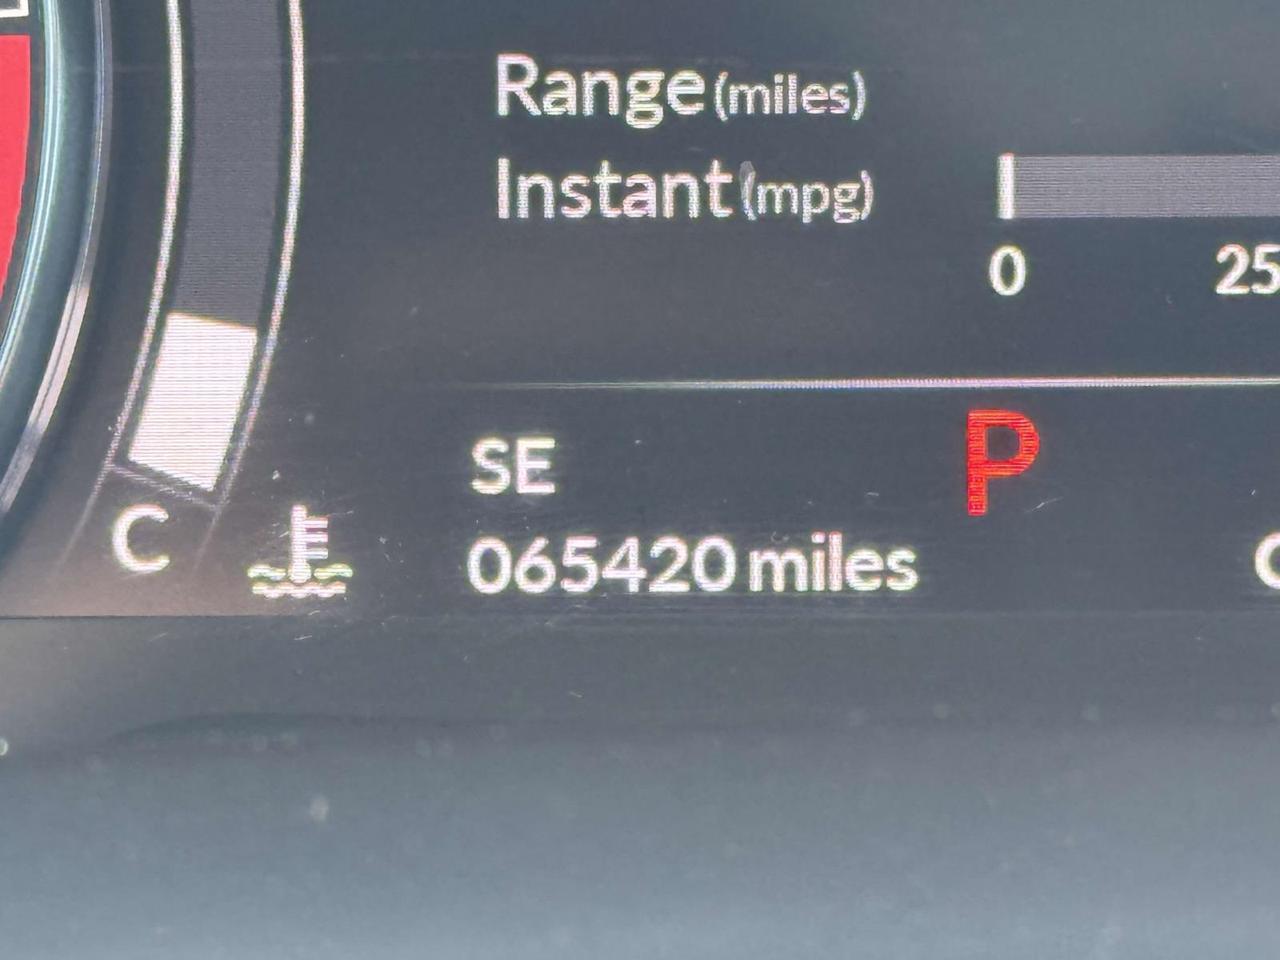 Range (miles)
Instant (mpg)
0 25
SE
P
C
065420 miles